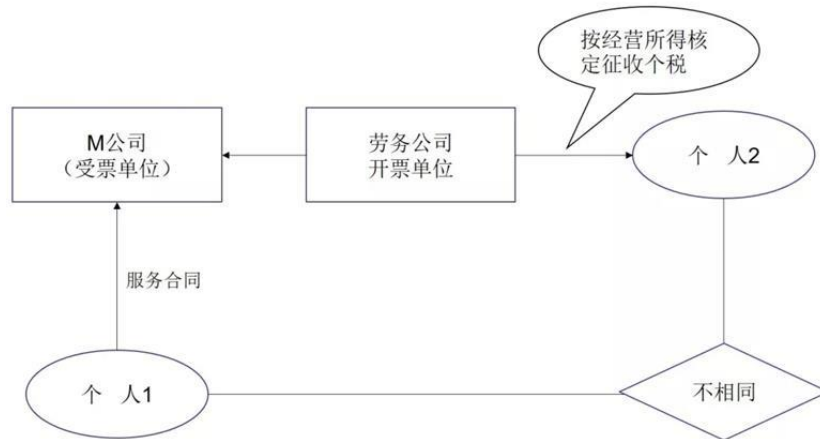 按经营所得核
定征收个税
M公司
（受票单位）
劳务公司
开票单位
个 人2
服务合同
个 人1
不相同